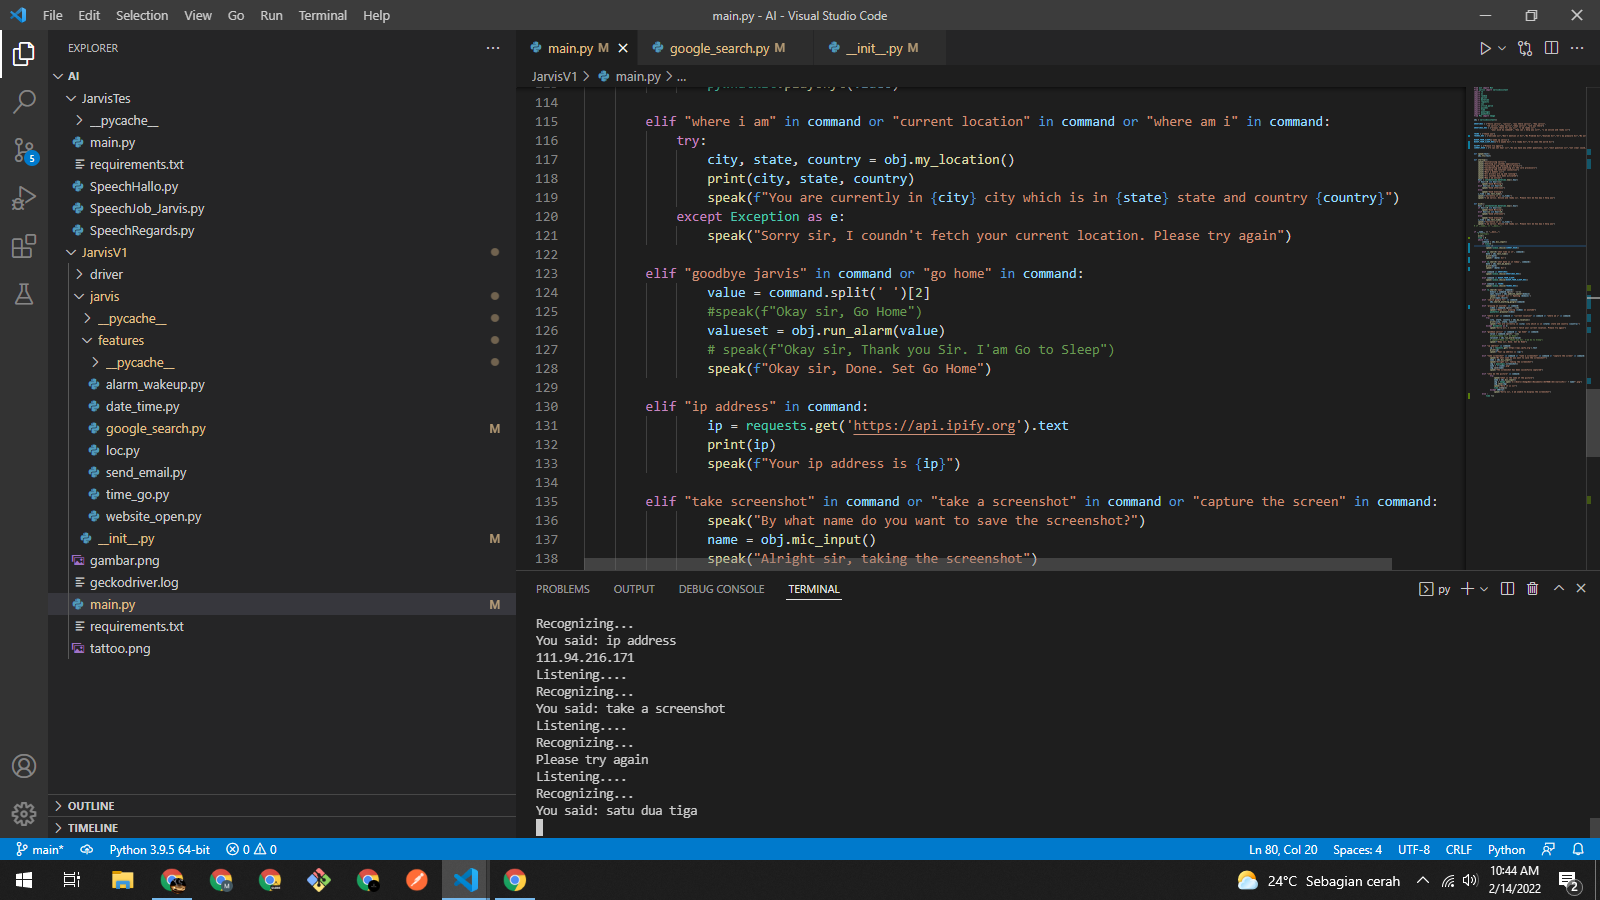 File Edit Selection View Go Run Terminal Help
main.py - AI - Visual Studio Code
EXPLORER
AI
JarvisTes
__pycache__
main.py
requirements.txt
SpeechHallo.py
SpeechJob_Jarvis.py
SpeechRegards.py
JarvisV1
driver
jarvis
__pycache__
features
__pycache__
alarm_wakeup.py
date_time.py
google_search.py M
loc.py
send_email.py
time_go.py
website_open.py
__init__.py M
gambar.png
geckodriver.log
main.py M
requirements.txt
tattoo.png
OUTLINE
TIMELINE
5
main.py M google_search.py M __init__.py M
JarvisV1 > main.py > ...
114
115 elif "where i am" in command or "current location" in command or "where am i" in command:
116 try:
117 city, state, country = obj.my_location()
118 print(city, state, country)
119 speak(f"You are currently in {city} city which is in {state} state and country {country}")
120 except Exception as e:
121 speak("Sorry sir, I coundn't fetch your current location. Please try again")
122
123 elif "goodbye jarvis" in command or "go home" in command:
124 value = command.split(' ')[2]
125 #speak(f"Okay sir, Go Home")
126 valueset = obj.run_alarm(value)
127 # speak(f"Okay sir, Thank you Sir. I'am Go to Sleep")
128 speak(f"Okay sir, Done. Set Go Home")
129
130 elif "ip address" in command:
131 ip = requests.get('https://api.ipify.org').text
132 print(ip)
133 speak(f"Your ip address is {ip}")
134
135 elif "take screenshot" in command or "take a screenshot" in command or "capture the screen" in command:
136 speak("By what name do you want to save the screenshot?")
137 name = obj.mic_input()
138 speak("Alright sir, taking the screenshot")
PROBLEMS OUTPUT DEBUG CONSOLE TERMINAL
py
Recognizing...
You said: ip address
111.94.216.171
Listening....
Recognizing...
You said: take a screenshot
Listening....
Recognizing...
Please try again
Listening....
Recognizing...
You said: satu dua tiga
main* Python 3.9.5 64-bit 0 0
Ln 80, Col 20 Spaces: 4 UTF-8 CRLF Python
24°C Sebagian cerah
10:44 AM
2/14/2022
2